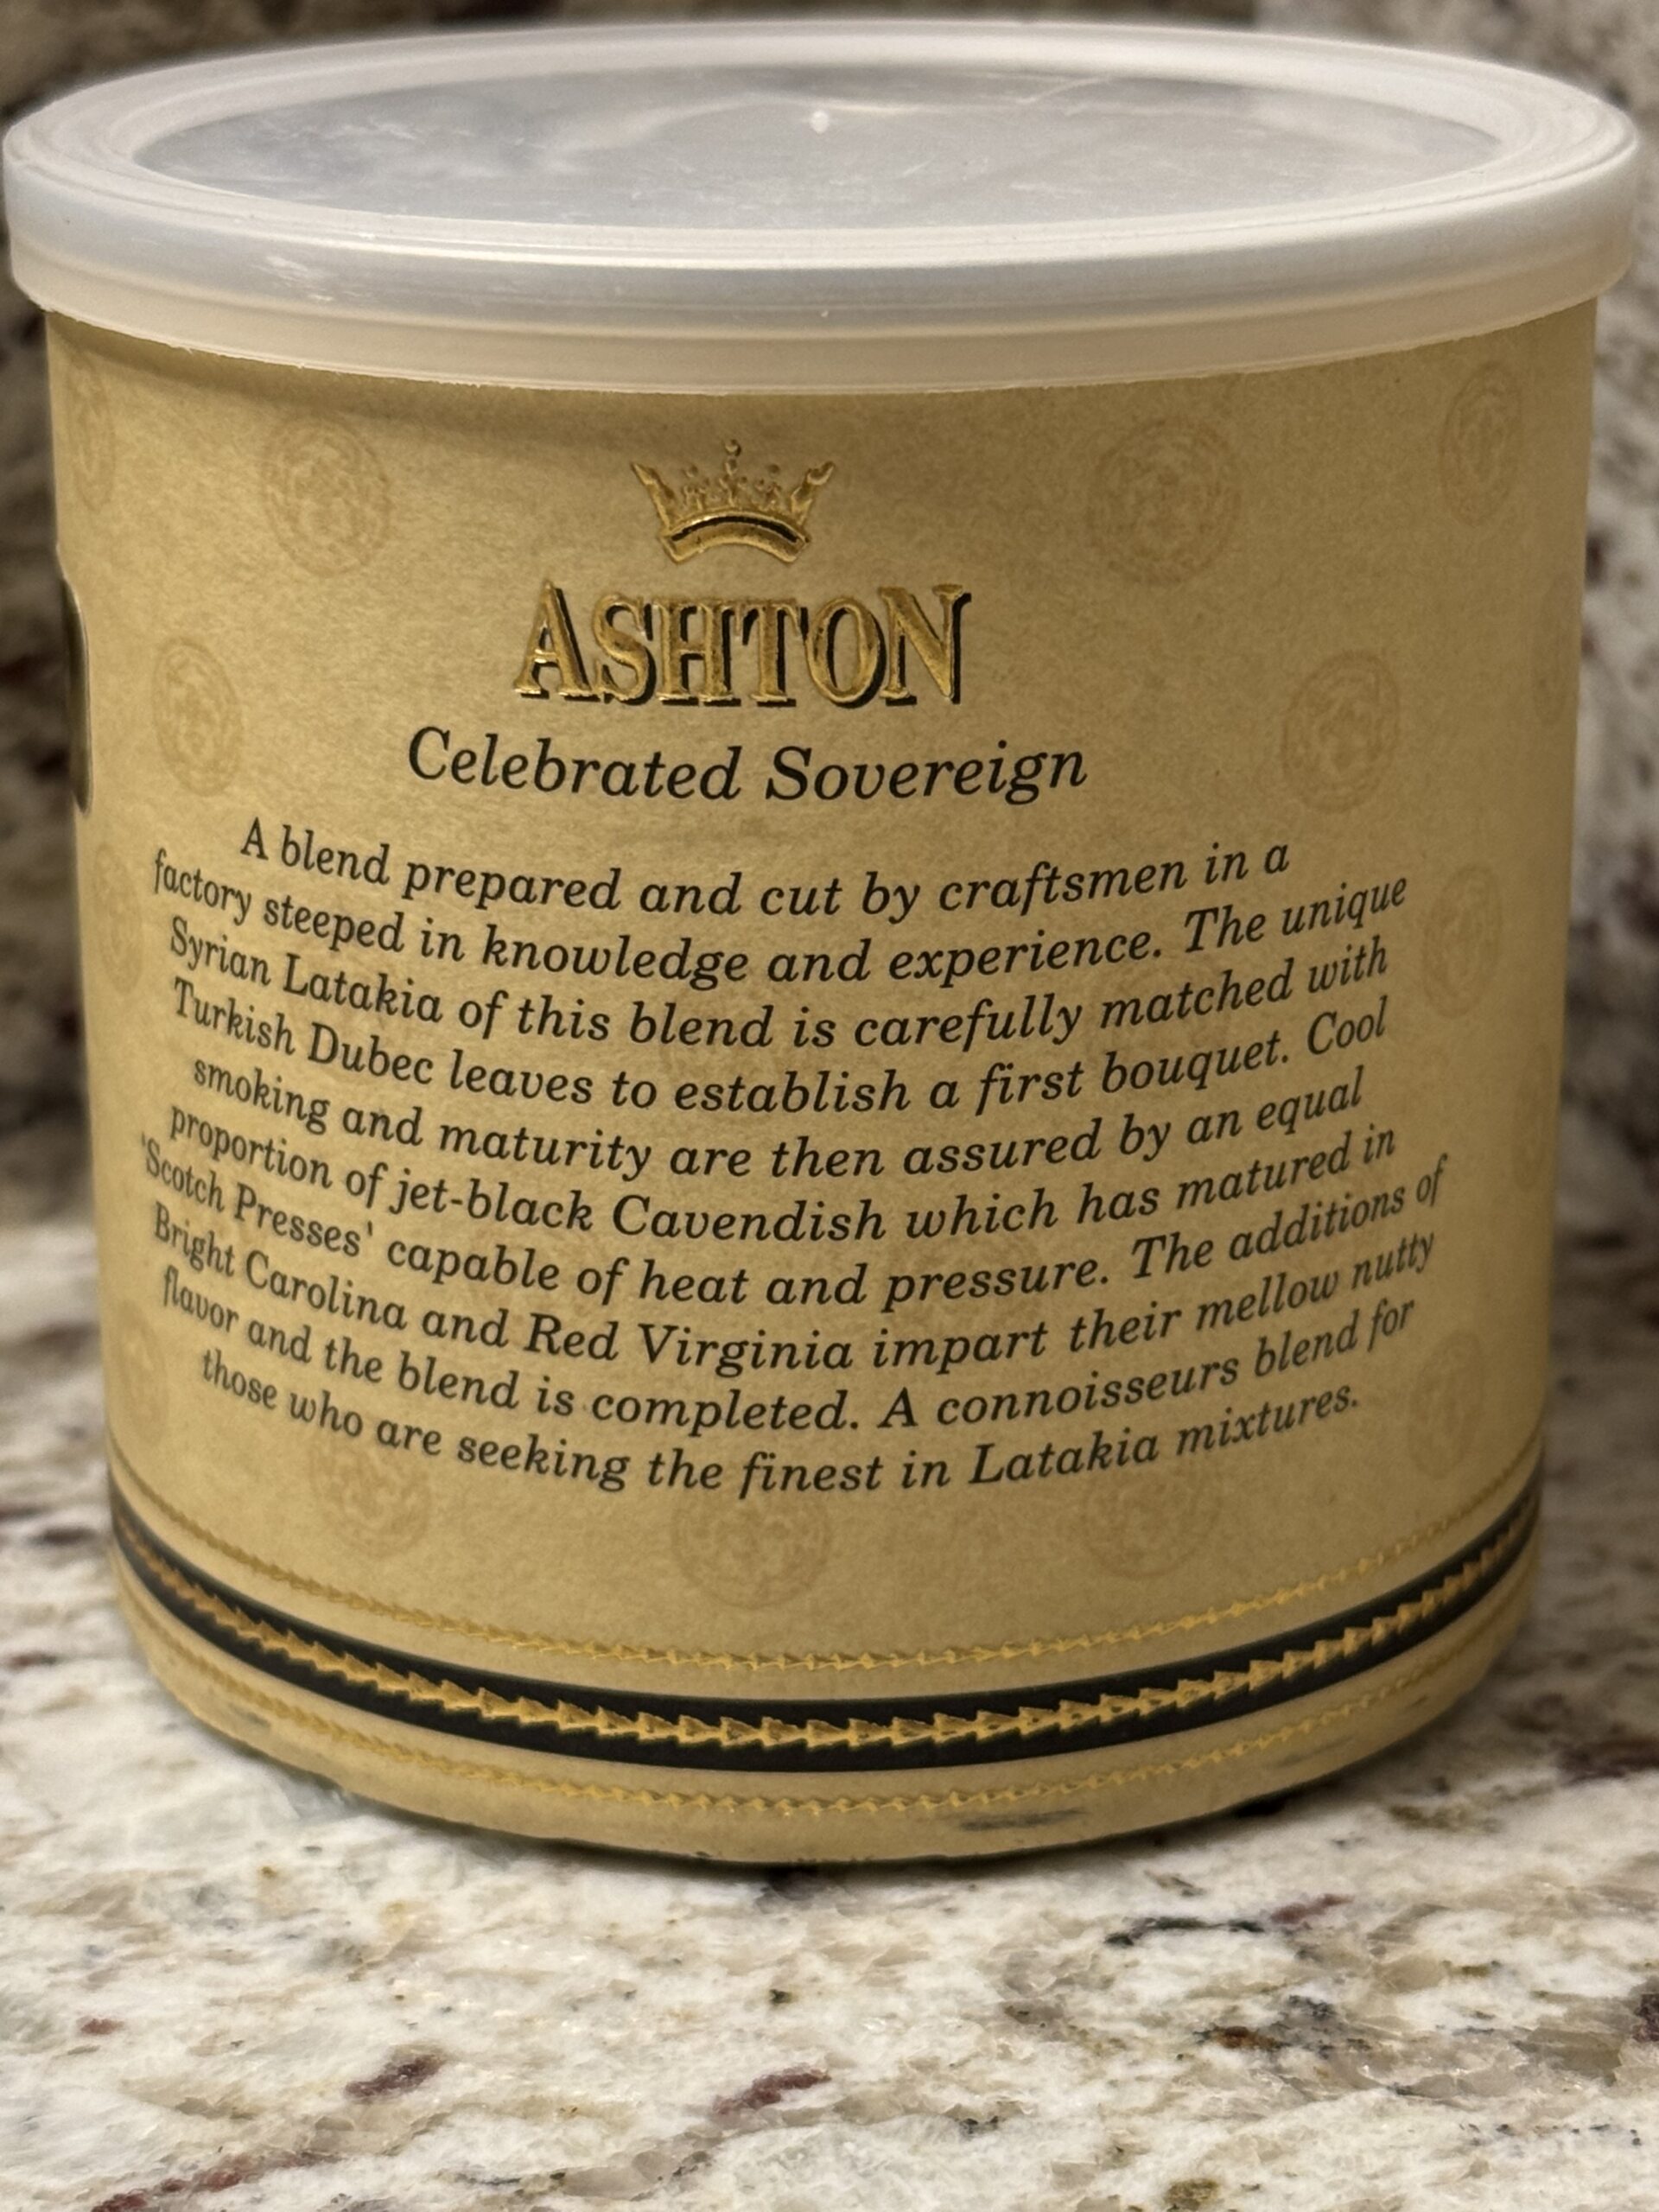 ASHTON
Celebrated Sovereign
A blend prepared and cut by craftsmen in a
factory steeped in knowledge and experience. The unique
Syrian Latakia of this blend is carefully matched with
Turkish Dubec leaves to establish a first bouquet. Cool
smoking and maturity are then assured by an equal
proportion of jet-black Cavendish which has matured in
'Scotch Presses' capable of heat and pressure. The additions of
Bright Carolina and Red Virginia impart their mellow nutty
flavor and the blend is completed. A connoisseurs blend for
those who are seeking the finest in Latakia mixtures.